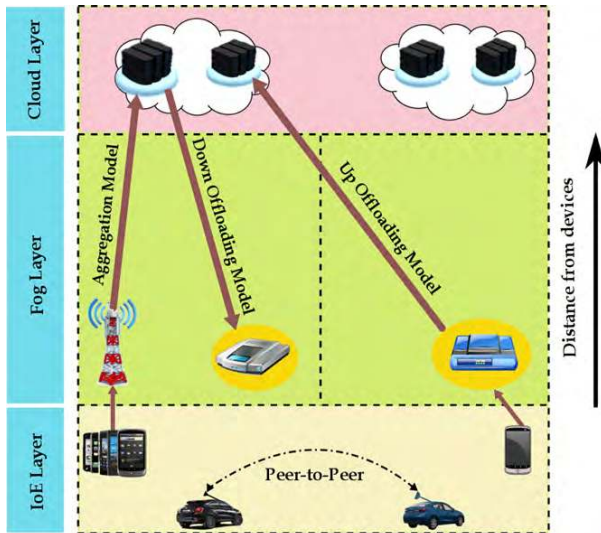 Cloud Layer
Aggregation Model
Down Offloading Model
Up Offloading Model
Fog Layer
Distance from devices
IoE Layer
Peer-to-Peer